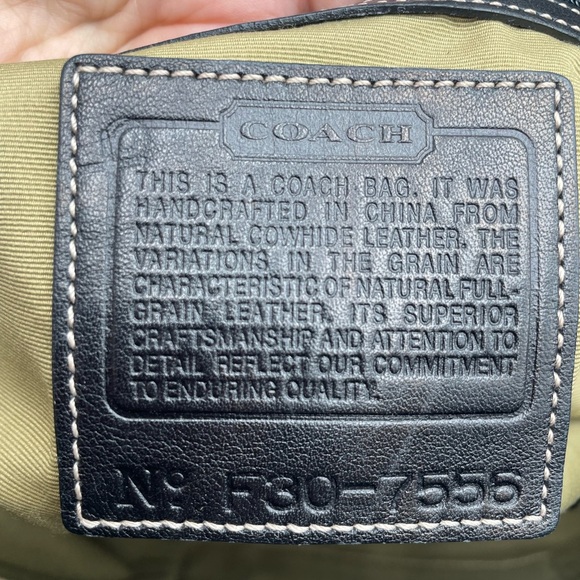 COACH
THIS IS A COACH BAG. IT WAS
HANDCRAFTED IN CHINA FROM
NATURAL COWHIDE LEATHER. THE
VARIATIONS IN THE GRAIN ARE
CHARACTERISTIC OF NATURAL FULL-
GRAIN LEATHER. ITS SUPERIOR
CRAFTSMANSHIP AND ATTENTION TO
DETAIL REFLECT OUR COMMITMENT
TO ENDURING QUALITY.
Nº F30-7556